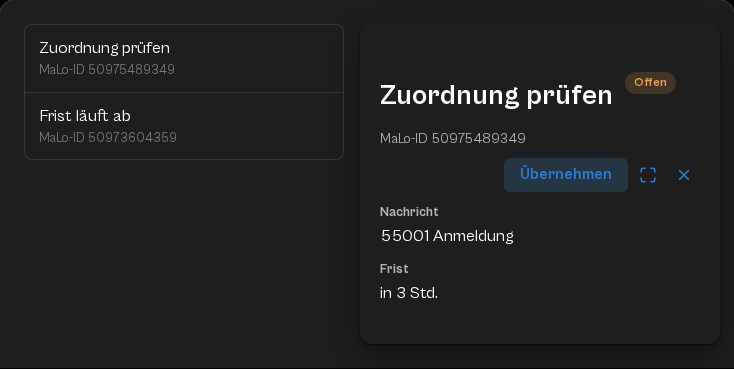 Zuordnung prüfen
MaLo-ID 50975489349
Frist läuft ab
MaLo-ID 50973604359
Zuordnung prüfen
Offen
MaLo-ID 50975489349
Übernehmen
Nachricht
55001 Anmeldung
Frist
in 3 Std.